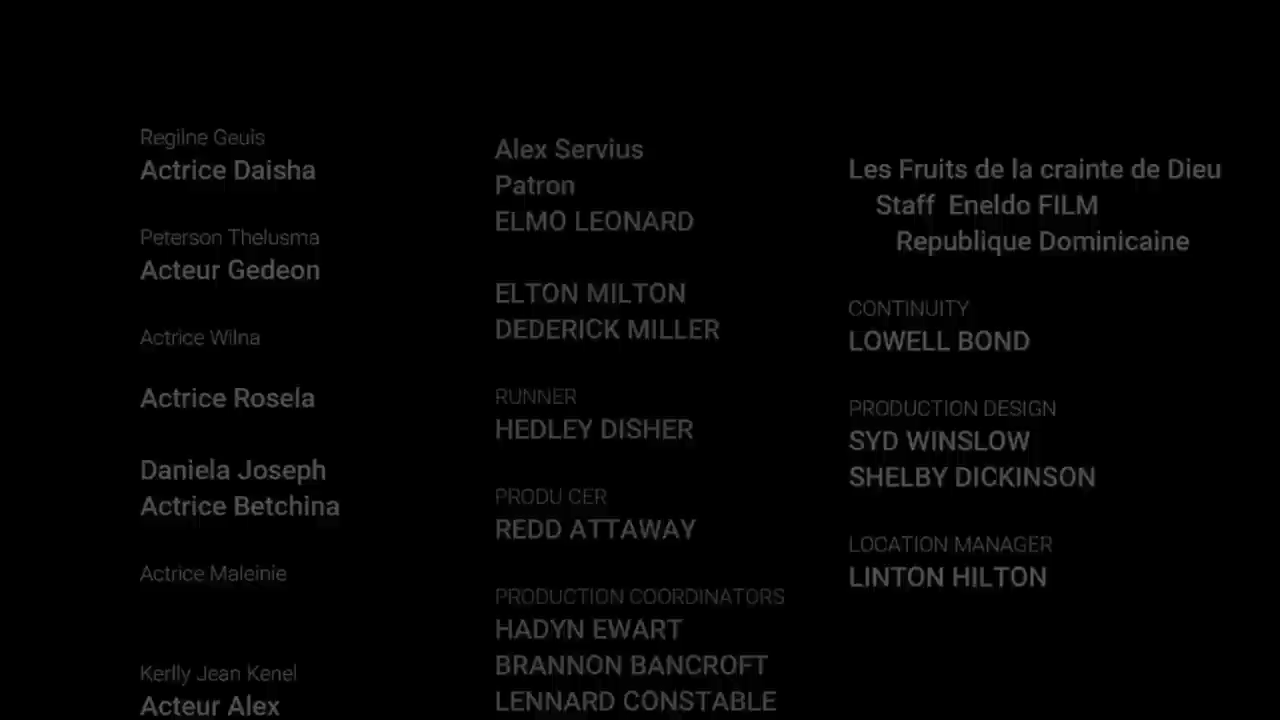 Regilne Geuis
Actrice Daisha
Peterson Thelusma
Acteur Gedeon
Actrice Wilna
Actrice Rosela
Daniela Joseph
Actrice Betchina
Actrice Maleinie
Kerlly Jean Kenel
Acteur Alex
Alex Servius
Patron
ELMO LEONARD
ELTON MILTON
DEDERICK MILLER
RUNNER
HEDLEY DISHER
PRODU CER
REDD ATTAWAY
PRODUCTION COORDINATORS
HADYN EWART
BRANNON BANCROFT
LENNARD CONSTABLE
Les Fruits de la crainte de Dieu
Staff Eneldo FILM
Republique Dominicaine
CONTINUITY
LOWELL BOND
PRODUCTION DESIGN
SYD WINSLOW
SHELBY DICKINSON
LOCATION MANAGER
LINTON HILTON